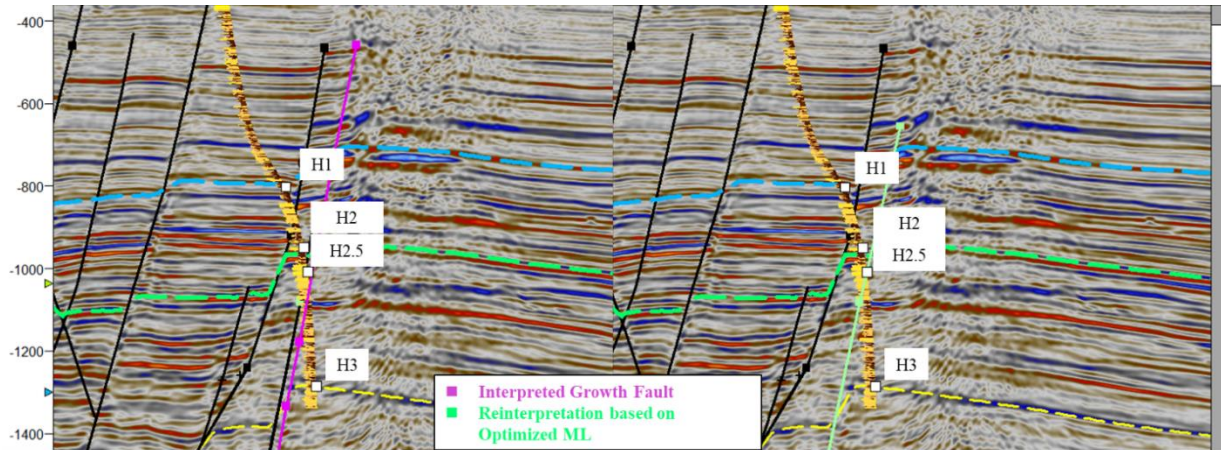 -400
-600
-800
-1000
-1200
-1400
H1
H2
H2.5
H3
H1
H2
H2.5
H3
Interpreted Growth Fault
Reinterpretation based on
Optimized ML